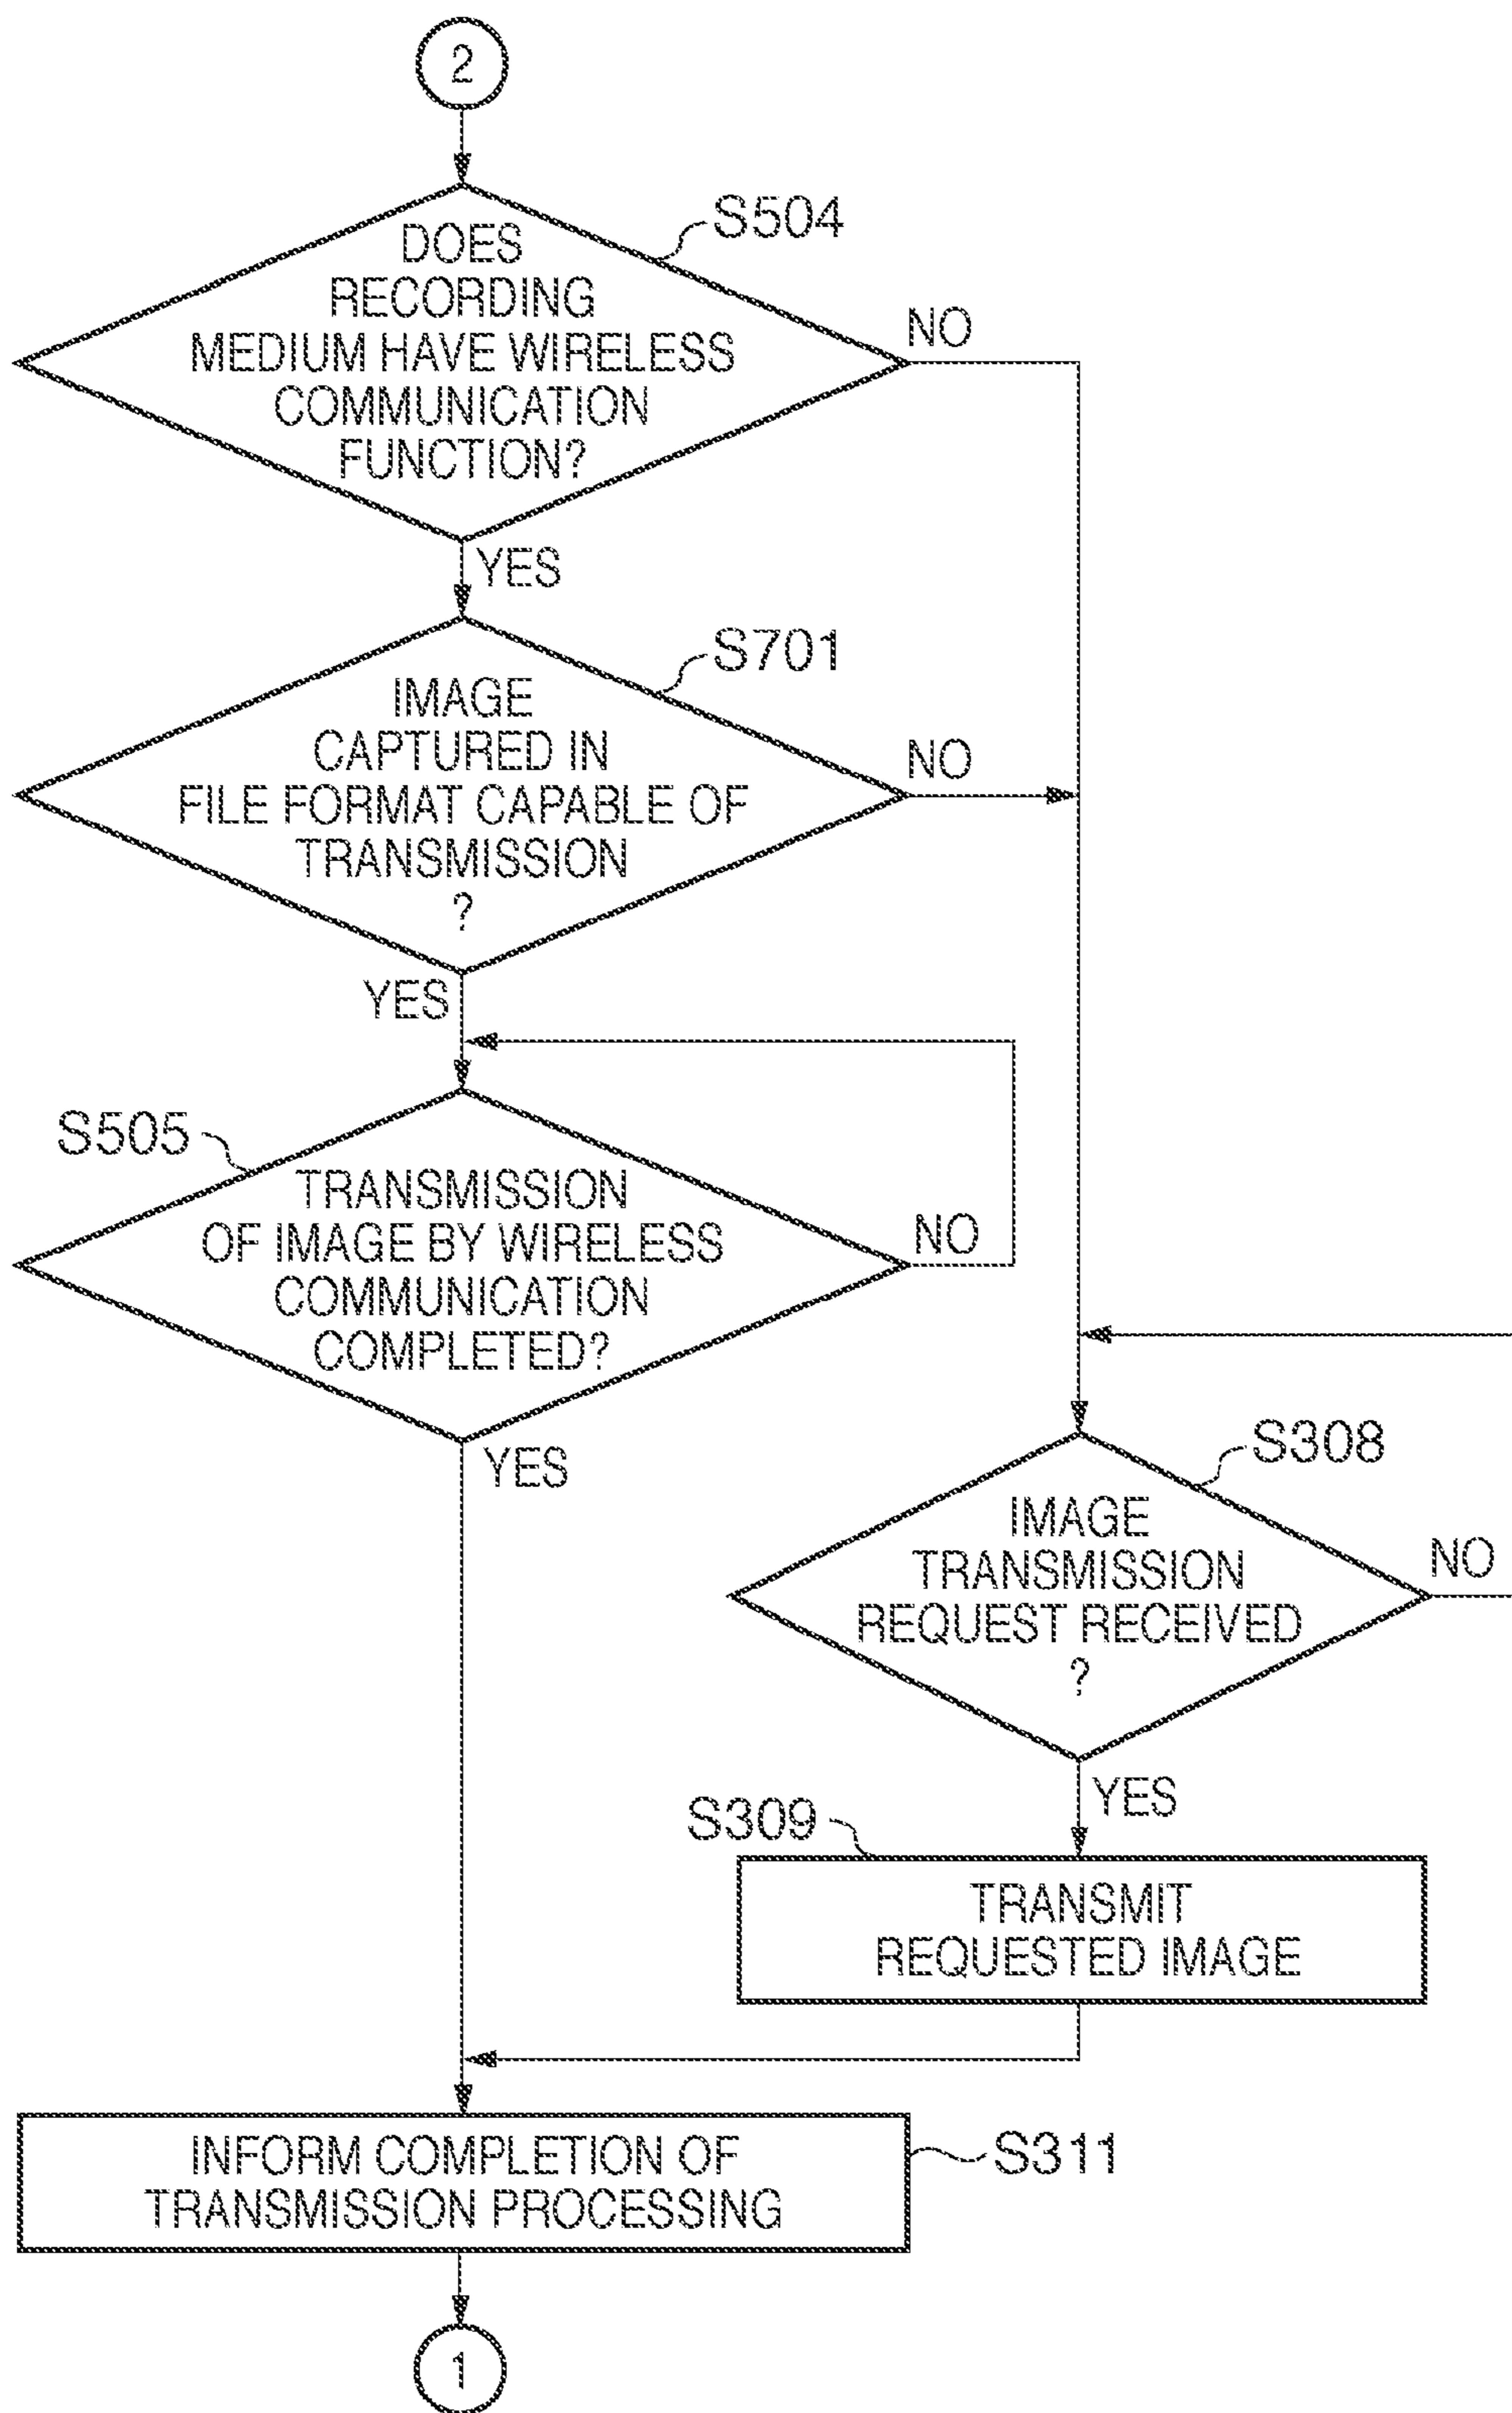 2
S504
DOES
RECORDING
MEDIUM HAVE WIRELESS
COMMUNICATION
FUNCTION?
NO
YES
S701
IMAGE
CAPTURED IN
FILE FORMAT CAPABLE OF
TRANSMISSION
?
NO
YES
S505
TRANSMISSION
OF IMAGE BY WIRELESS
COMMUNICATION
COMPLETED?
NO
YES
S308
IMAGE
TRANSMISSION
REQUEST RECEIVED
?
NO
YES
S309
TRANSMIT
REQUESTED IMAGE
INFORM COMPLETION OF
TRANSMISSION PROCESSING
S311
1